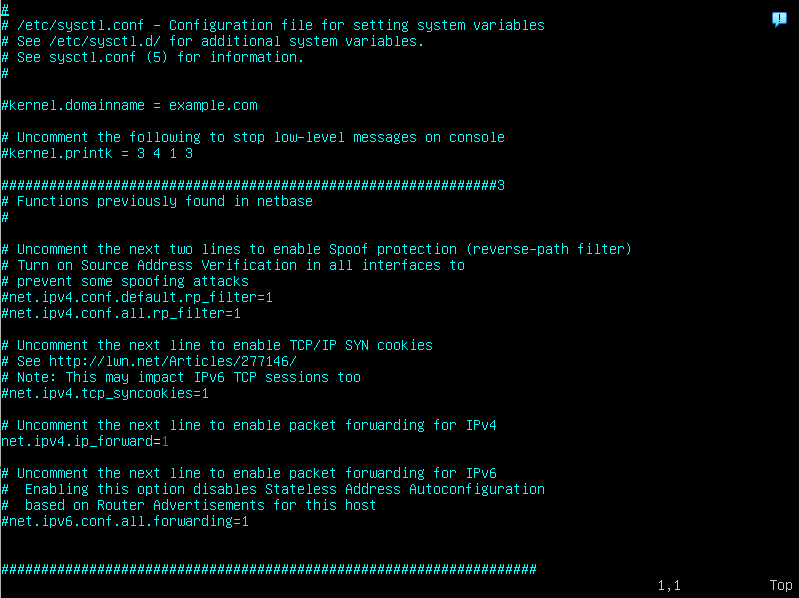 #
# /etc/sysctl.conf - Configuration file for setting system variables
# See /etc/sysctl.d/ for additional system variables.
# See sysctl.conf (5) for information.
#
#kernel.domainname = example.com
# Uncomment the following to stop low-level messages on console
#kernel.printk = 3 4 1 3
##############################################################3
# Functions previously found in netbase
#
# Uncomment the next two lines to enable Spoof protection (reverse-path filter)
# Turn on Source Address Verification in all interfaces to
# prevent some spoofing attacks
#net.ipv4.conf.default.rp_filter=1
#net.ipv4.conf.all.rp_filter=1
# Uncomment the next line to enable TCP/IP SYN cookies
# See http://lwn.net/Articles/277146/
# Note: This may impact IPv6 TCP sessions too
#net.ipv4.tcp_syncookies=1
# Uncomment the next line to enable packet forwarding for IPv4
net.ipv4.ip_forward=1
# Uncomment the next line to enable packet forwarding for IPv6
#  Enabling this option disables Stateless Address Autoconfiguration
#  based on Router Advertisements for this host
#net.ipv6.conf.all.forwarding=1
###################################################################
1,1 Top